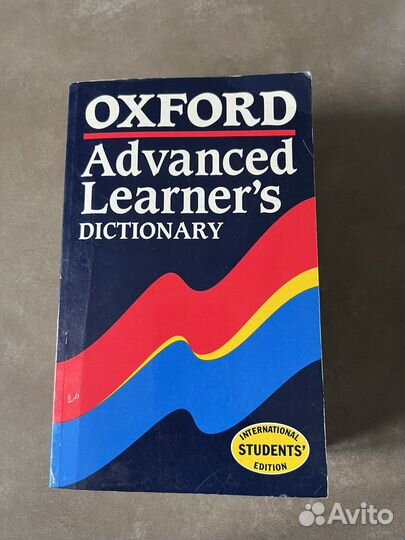 OXFORD
Advanced
Learner's
DICTIONARY
INTERNATIONAL
STUDENTS'
EDITION
Avito